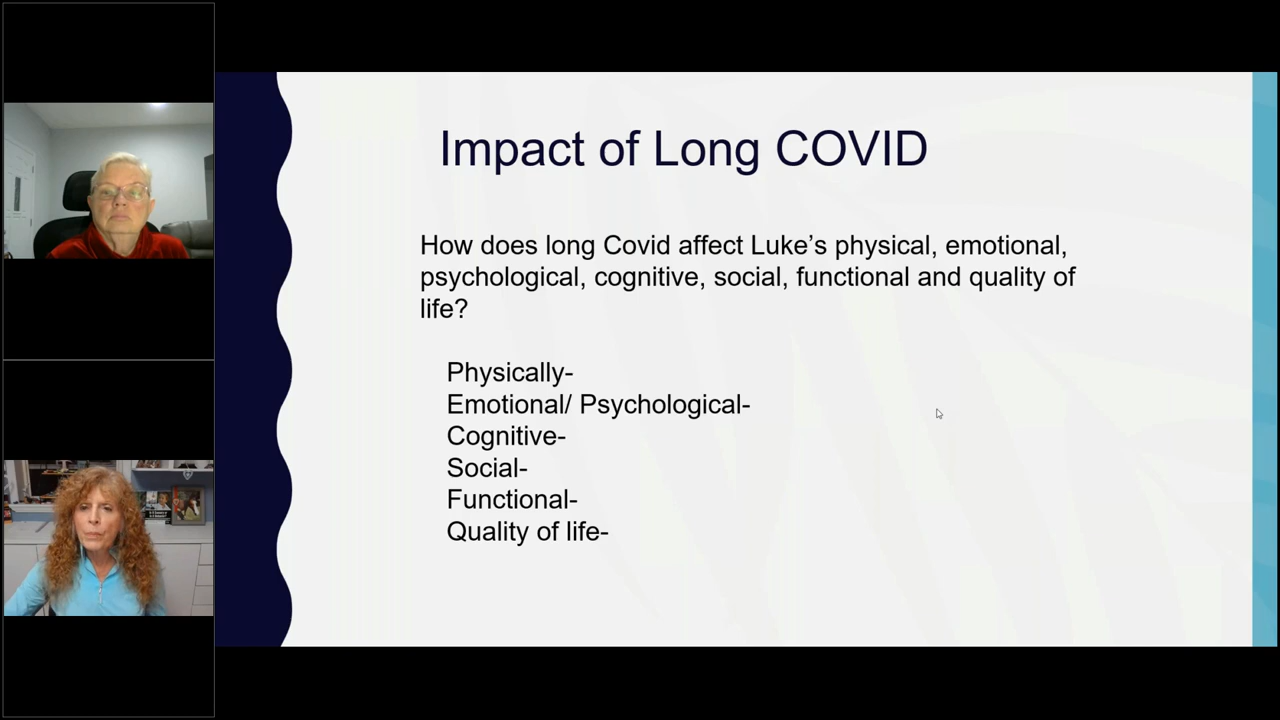 Impact of Long COVID
How does long Covid affect Luke’s physical, emotional,
psychological, cognitive, social, functional and quality of
life?
Physically-
Emotional/ Psychological-
Cognitive-
Social-
Functional-
Quality of life-